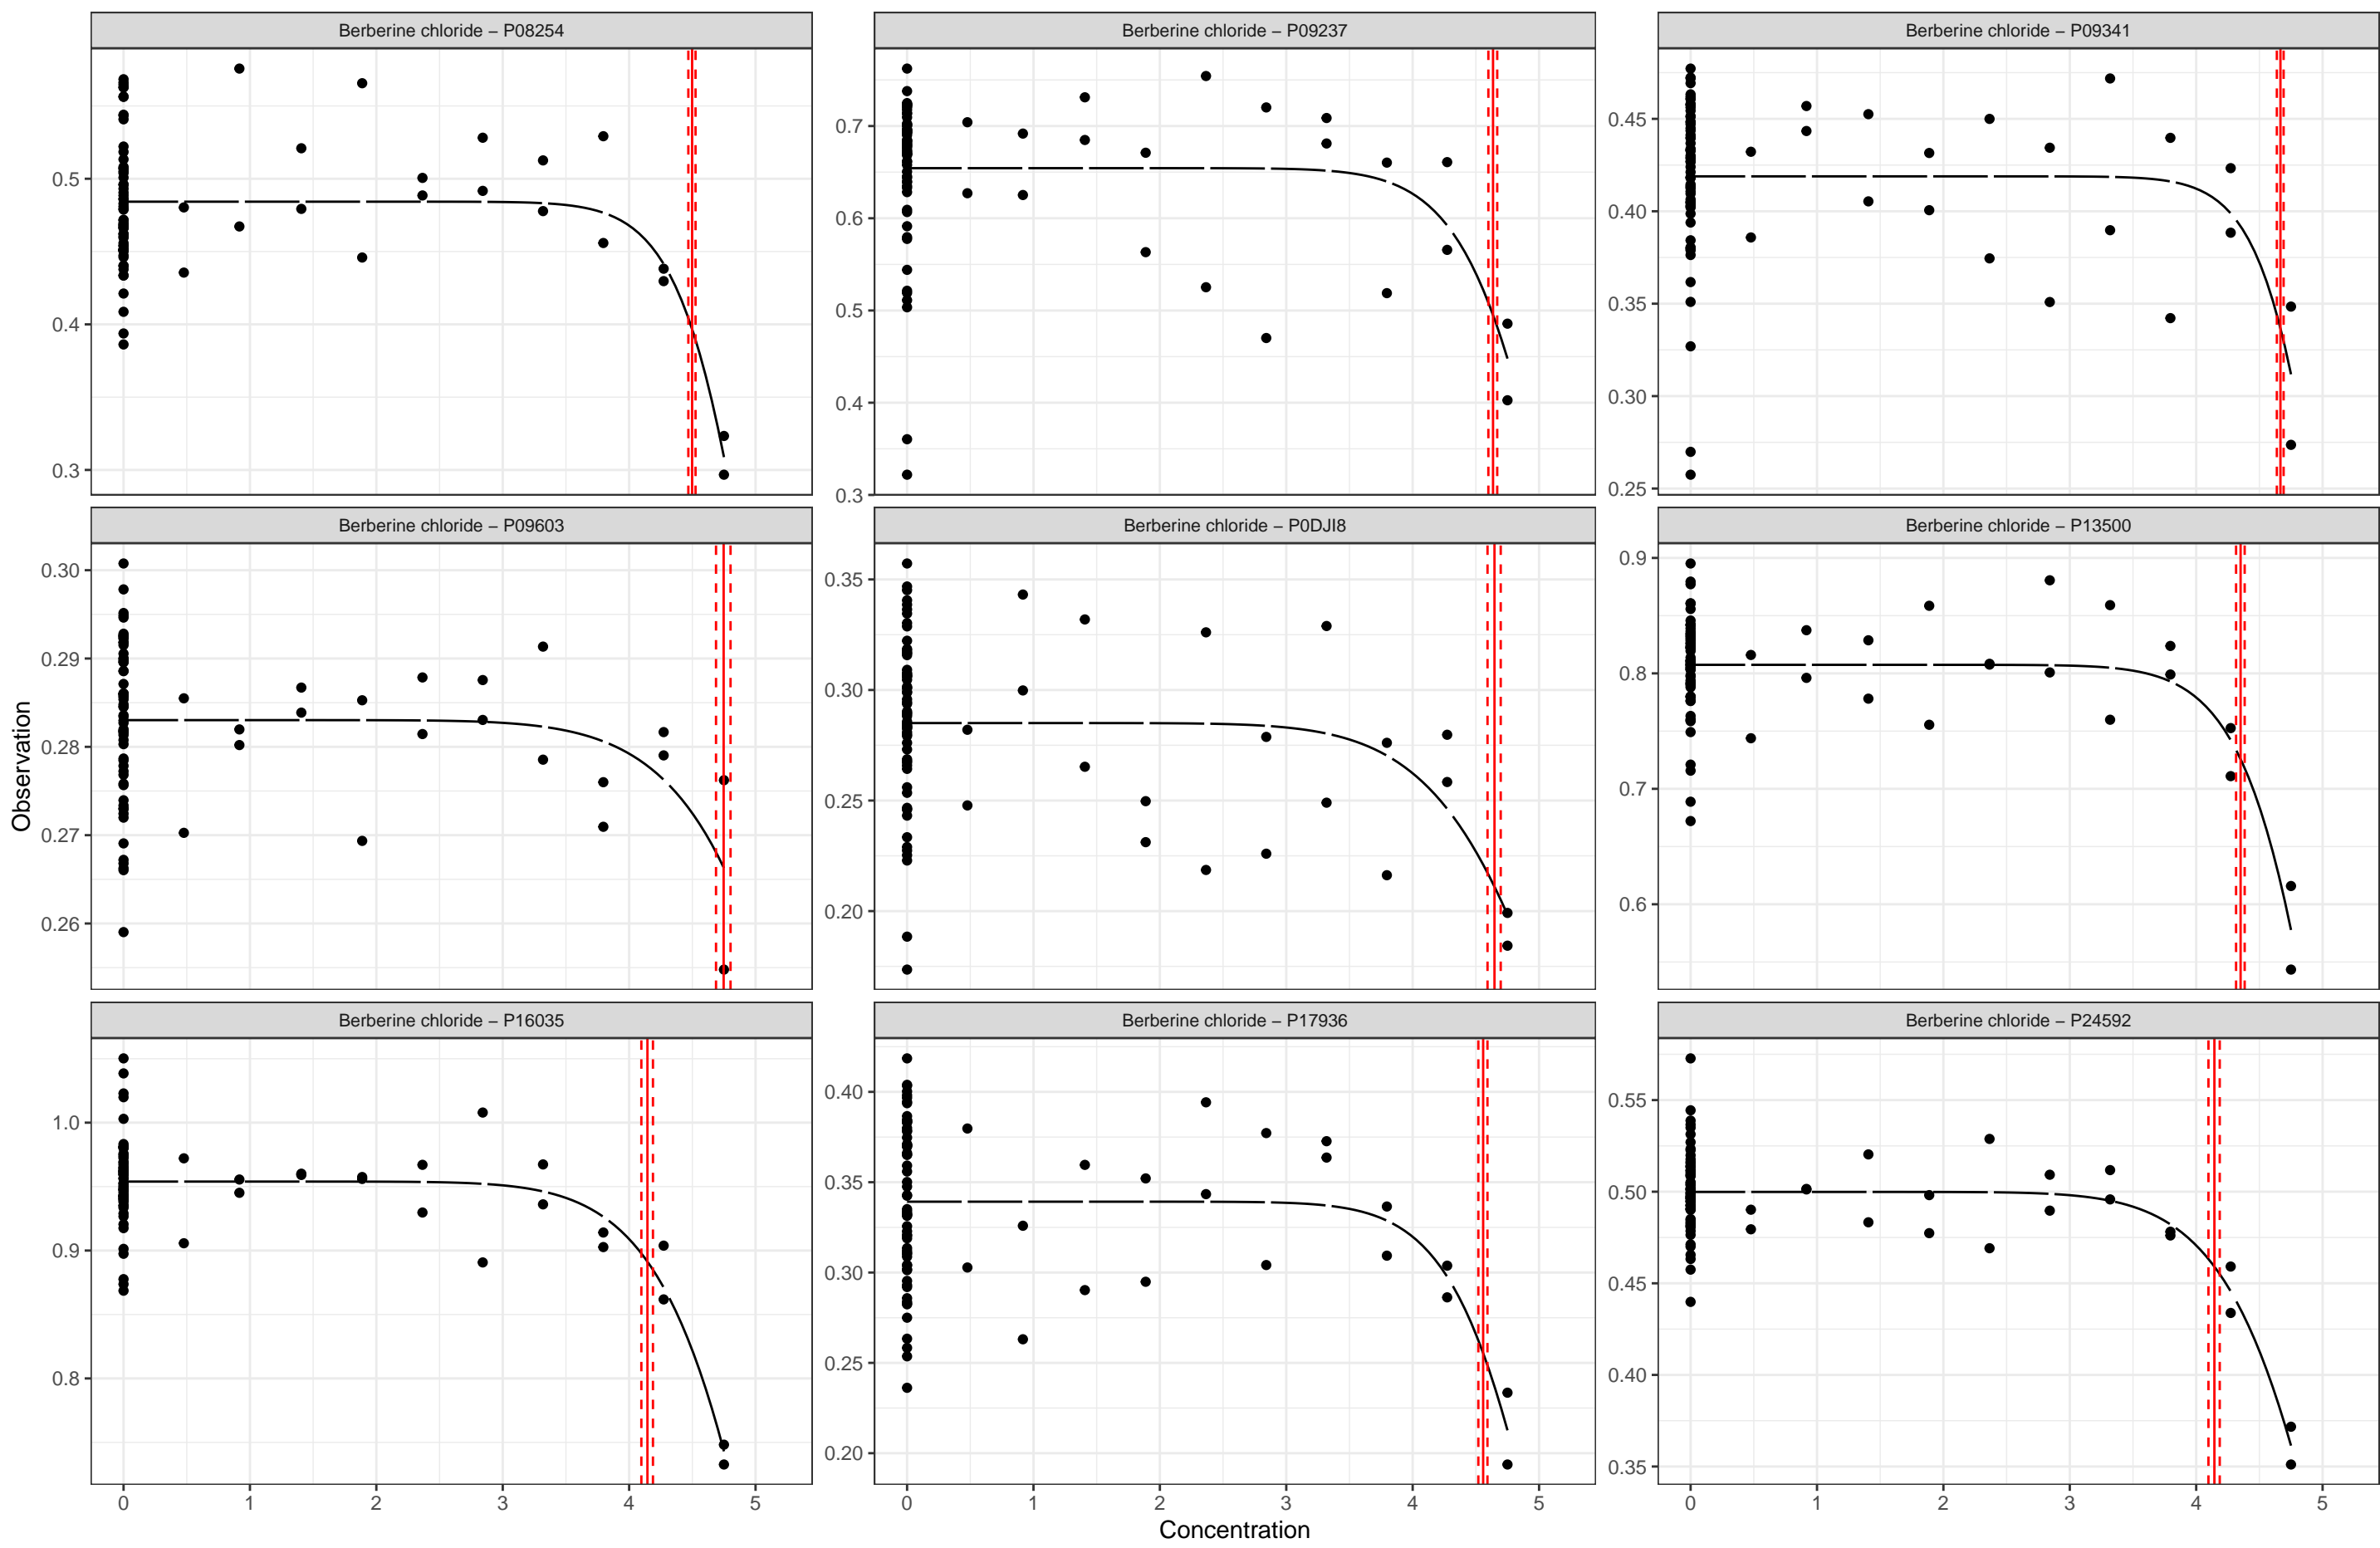 Berberine chloride – P08254
Berberine chloride – P09237
Berberine chloride – P09341
0.5
0.4
0.3
0.7
0.6
0.5
0.4
0.3
0.45
0.40
0.35
0.30
0.25
Berberine chloride – P09603
Berberine chloride – P0DJI8
Berberine chloride – P13500
0.30
0.29
0.28
0.27
0.26
0.35
0.30
0.25
0.20
0.9
0.8
0.7
0.6
Observation
Berberine chloride – P16035
Berberine chloride – P17936
Berberine chloride – P24592
1.0
0.9
0.8
0.40
0.35
0.30
0.25
0.20
0.55
0.50
0.45
0.40
0.35
0 1 2 3 4 5
0 1 2 3 4 5
0 1 2 3 4 5
Concentration